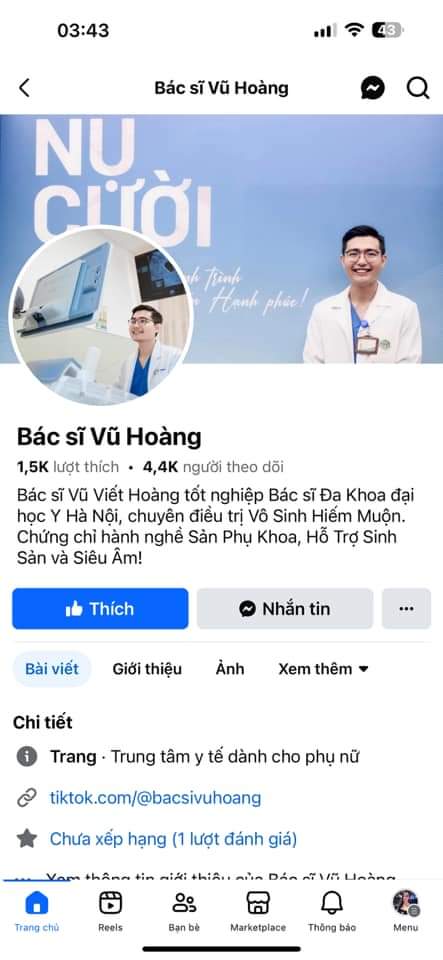 03:43
43
Bác sĩ Vũ Hoàng
NỤ
CƯỜI
Hạnh phúc!
Bác sĩ Vũ Hoàng
1,5K lượt thích • 4,4K người theo dõi
Bác sĩ Vũ Viết Hoàng tốt nghiệp Bác sĩ Đa Khoa đại
học Y Hà Nội, chuyên điều trị Vô Sinh Hiếm Muộn.
Chứng chỉ hành nghề Sản Phụ Khoa, Hỗ Trợ Sinh
Sản và Siêu Âm!
Thích
Nhắn tin
Bài viết
Giới thiệu
Ảnh
Xem thêm
Chi tiết
Trang · Trung tâm y tế dành cho phụ nữ
tiktok.com/@bacsivuhoang
Chưa xếp hạng (1 lượt đánh giá)
Xem thông tin giới thiệu của Bác sĩ Vũ Hoàng
Trang chủ
Reels
Bạn bè
Marketplace
Thông báo
Menu